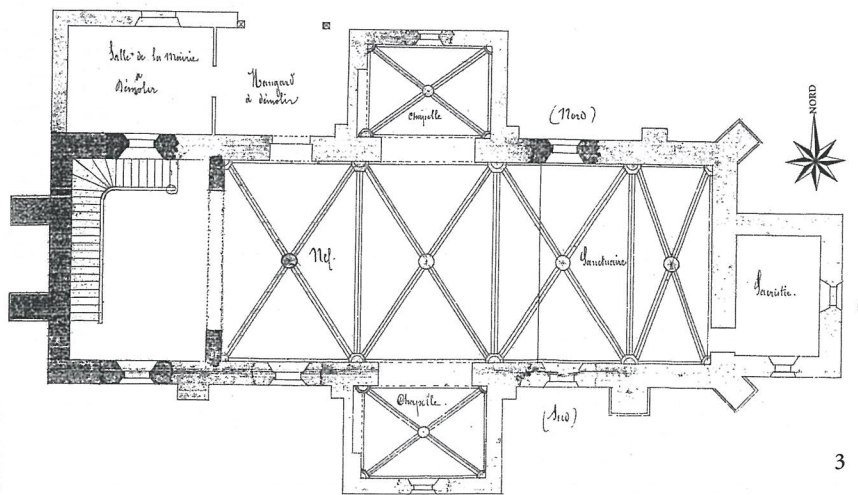 Salle de la Mairie
à
Démolir
Hangard
à démolir
chapelle
(Nord)
NORD
Nef.
Sanctuaire
Sacristie.
Chapelle
(Sud)
3